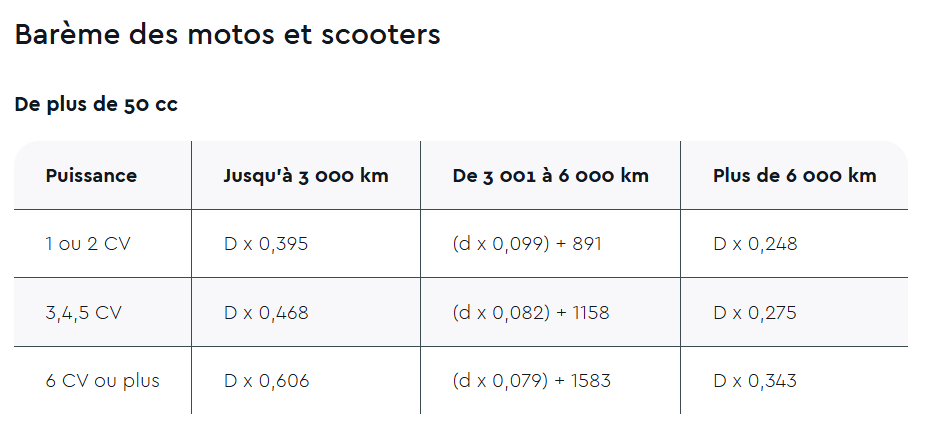 Barème des motos et scooters
De plus de 50 cc
Puissance Jusqu'à 3 000 km De 3 001 à 6 000 km Plus de 6 000 km
1 ou 2 CV D x 0,395 (d x 0,099) + 891 D x 0,248
3,4,5 CV D x 0,468 (d x 0,082) + 1158 D x 0,275
6 CV ou plus D x 0,606 (d x 0,079) + 1583 D x 0,343